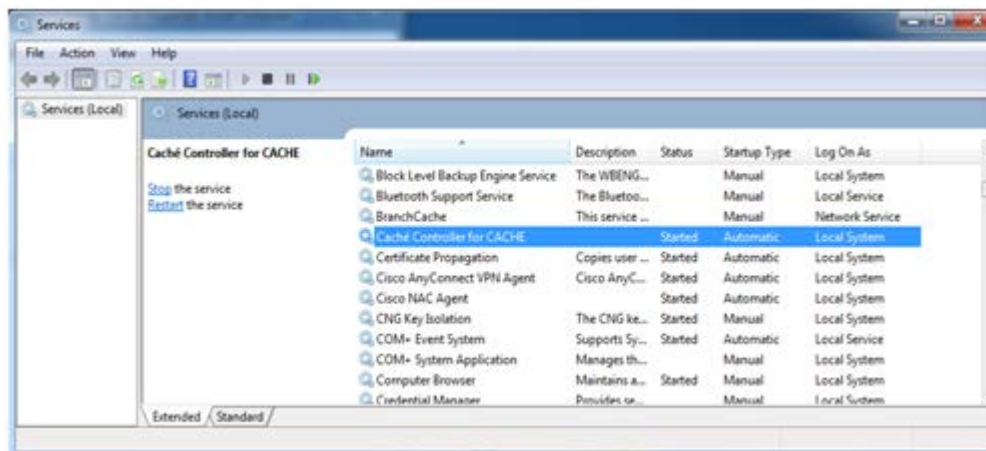 Services
File Action View Help
Services (Local)
Services (Local)
Caché Controller for CACHE
Stop the service
Restart the service
Name Description Status Startup Type Log On As
Block Level Backup Engine Service The WBENG... Manual Local System
Bluetooth Support Service The Bluetoo... Manual Local Service
BranchCache This service ... Manual Network Service
Caché Controller for CACHE Started Automatic Local System
Certificate Propagation Copies user ... Started Automatic Local System
Cisco AnyConnect VPN Agent Cisco AnyC... Started Automatic Local System
Cisco NAC Agent Started Automatic Local System
CNG Key Isolation The CNG ke... Started Manual Local System
COM+ Event System Supports Sy... Started Automatic Local Service
COM+ System Application Manages th... Manual Local System
Computer Browser Maintains a... Started Manual Local System
Credential Manager Provides se... Manual Local System
Extended Standard